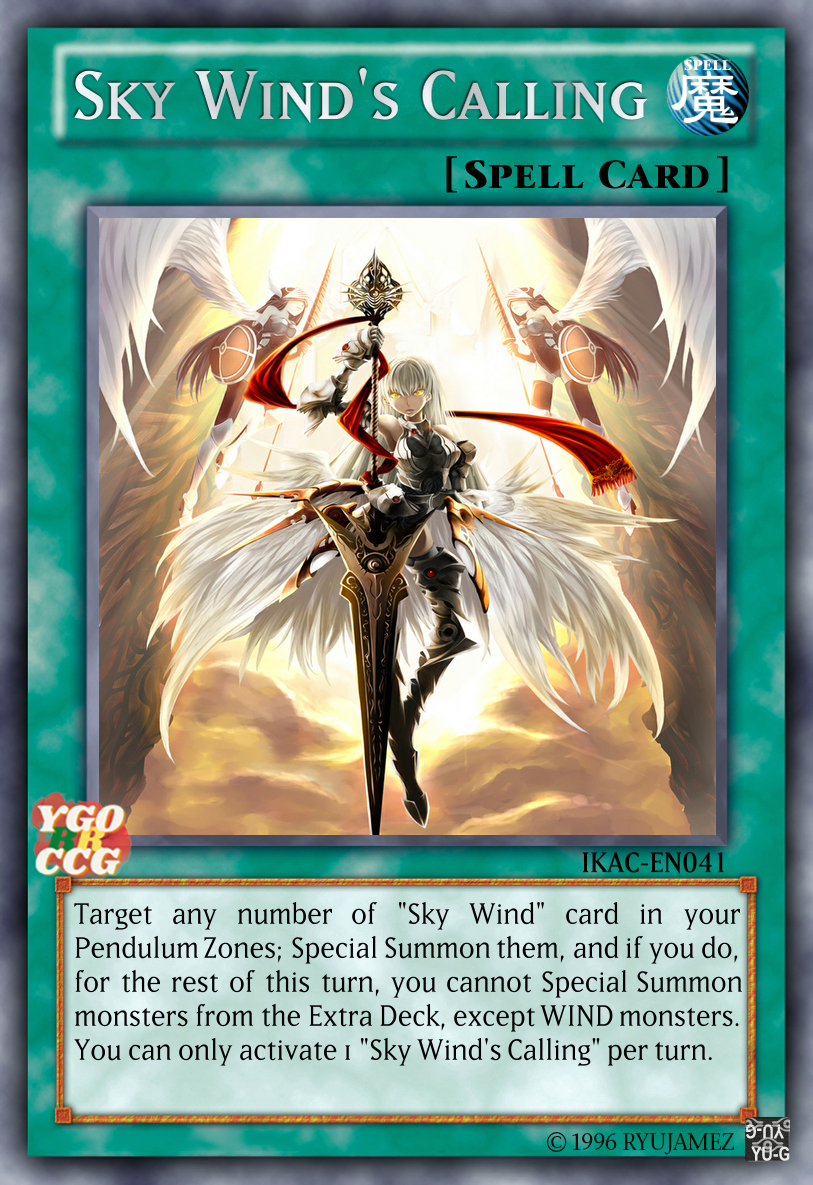 Sky Wind's Calling
SPELL
魔
[Spell Card]
YGO
BR
CCG
IKAC-EN041
Target any number of "Sky Wind" card in your
Pendulum Zones; Special Summon them, and if you do,
for the rest of this turn, you cannot Special Summon
monsters from the Extra Deck, except WIND monsters.
You can only activate 1 "Sky Wind's Calling" per turn.
© 1996 RYUJAMEZ
YU-G
YU-G